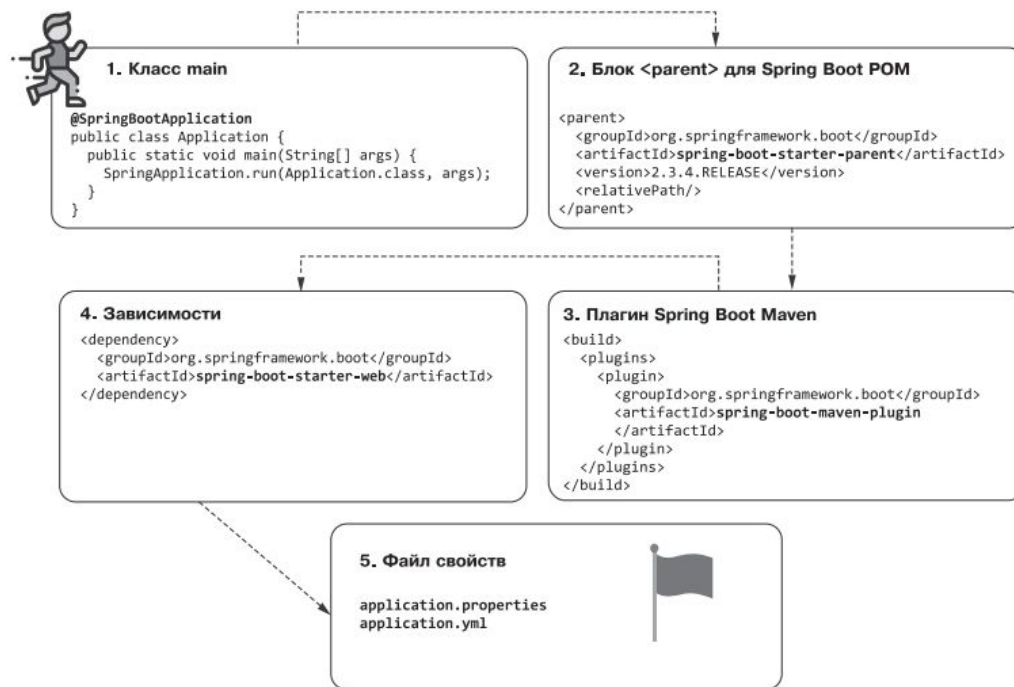 1. Класс main
@SpringBootApplication
public class Application {
public static void main(String[] args) {
SpringApplication.run(Application.class, args);
}
}
2. Блок <parent> для Spring Boot POM
<parent>
<groupId>org.springframework.boot</groupId>
<artifactId>spring-boot-starter-parent</artifactId>
<version>2.3.4.RELEASE</version>
<relativePath/>
</parent>
3. Плагин Spring Boot Maven
<build>
<plugins>
<plugin>
<groupId>org.springframework.boot</groupId>
<artifactId>spring-boot-maven-plugin
</artifactId>
</plugin>
</plugins>
</build>
4. Зависимости
<dependency>
<groupId>org.springframework.boot</groupId>
<artifactId>spring-boot-starter-web</artifactId>
</dependency>
5. Файл свойств
application.properties
application.yml